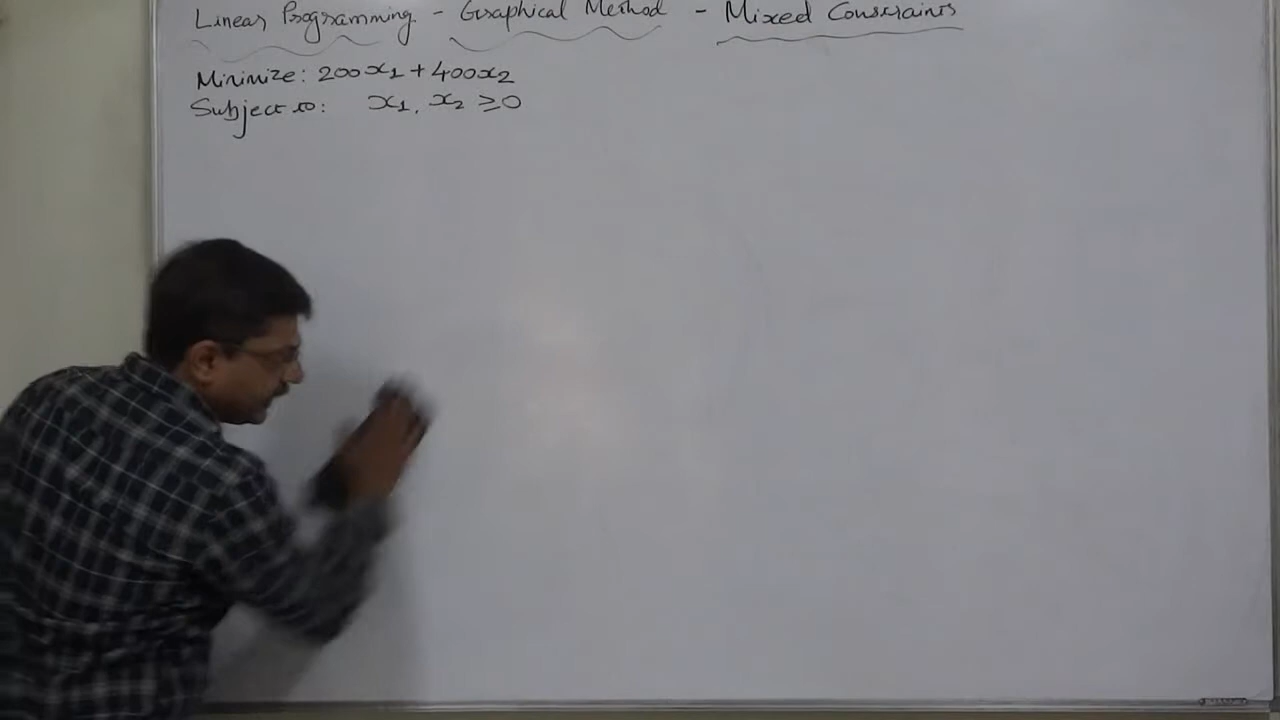 Linear Programming - Graphical Method - Mixed Constraints
Minimize: 200x₁ + 400x₂
Subject to: x₁, x₂ ≥ 0